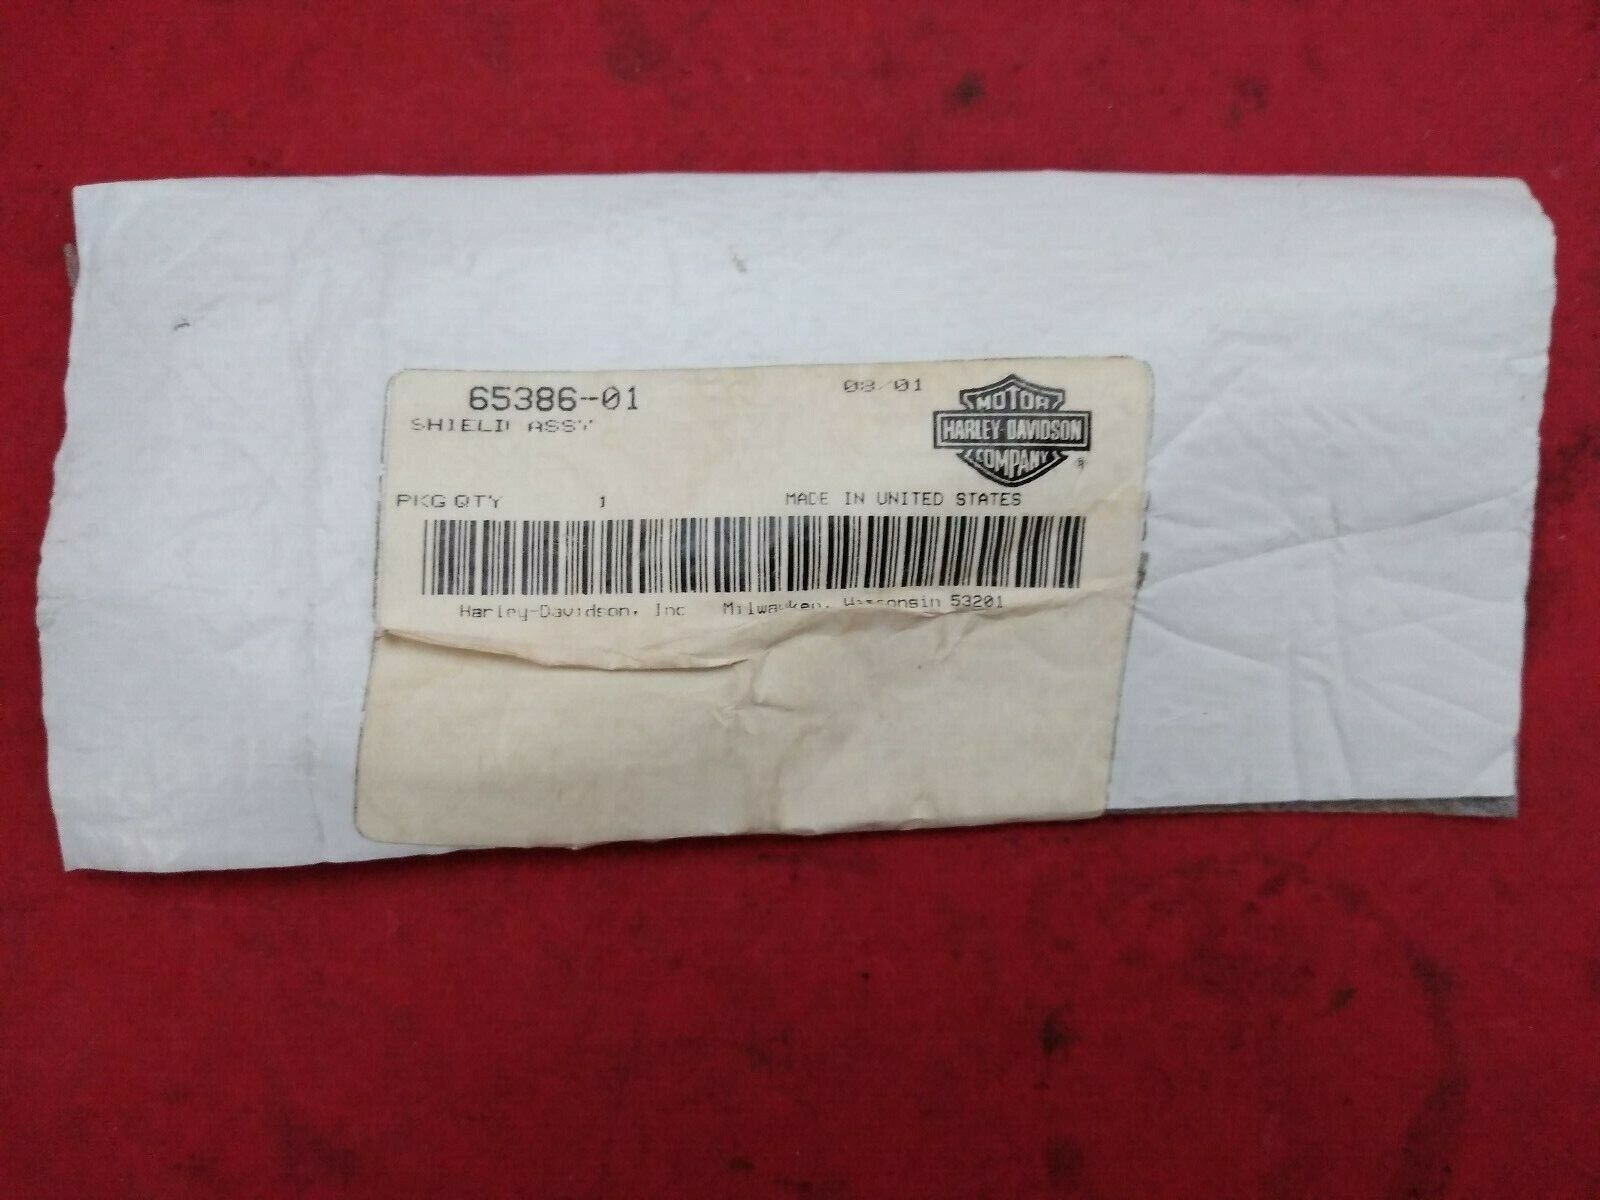 65386-01 08/01
SHIELD ASSY
MOTOR
HARLEY-DAVIDSON
COMPANY ®
PKG QTY 1 MADE IN UNITED STATES
Harley-Davidson, Inc Milwaukee, Wisconsin 53201